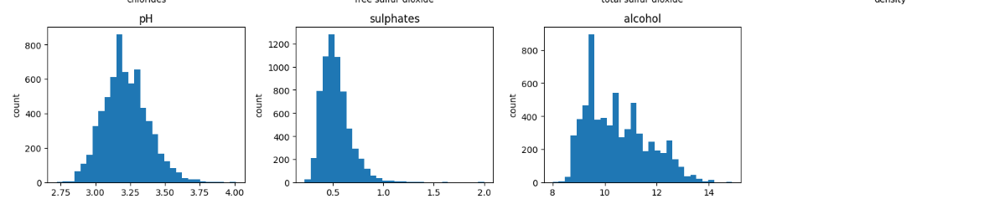 chlorides free sulfur dioxide total sulfur dioxide density
pH sulphates alcohol
count
800
600
400
200
0
2.75 3.00 3.25 3.50 3.75 4.00
count
1200
1000
800
600
400
200
0
0.5 1.0 1.5 2.0
count
800
600
400
200
0
8 10 12 14